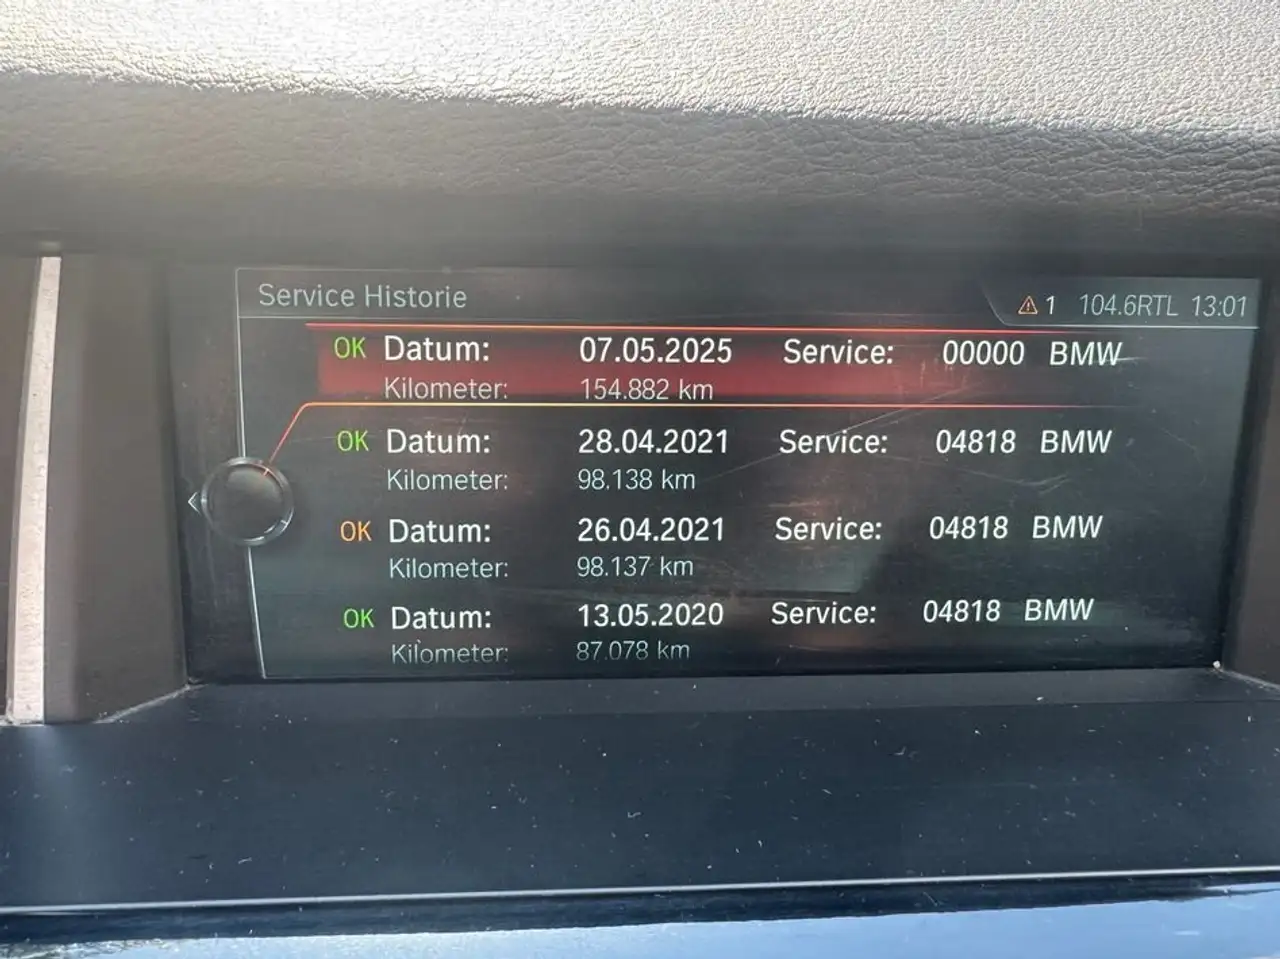 Service Historie 1 104.6RTL 13:01
OK Datum: 07.05.2025 Service: 00000 BMW
Kilometer: 154.882 km
OK Datum: 28.04.2021 Service: 04818 BMW
Kilometer: 98.138 km
OK Datum: 26.04.2021 Service: 04818 BMW
Kilometer: 98.137 km
OK Datum: 13.05.2020 Service: 04818 BMW
Kilometer: 87.078 km